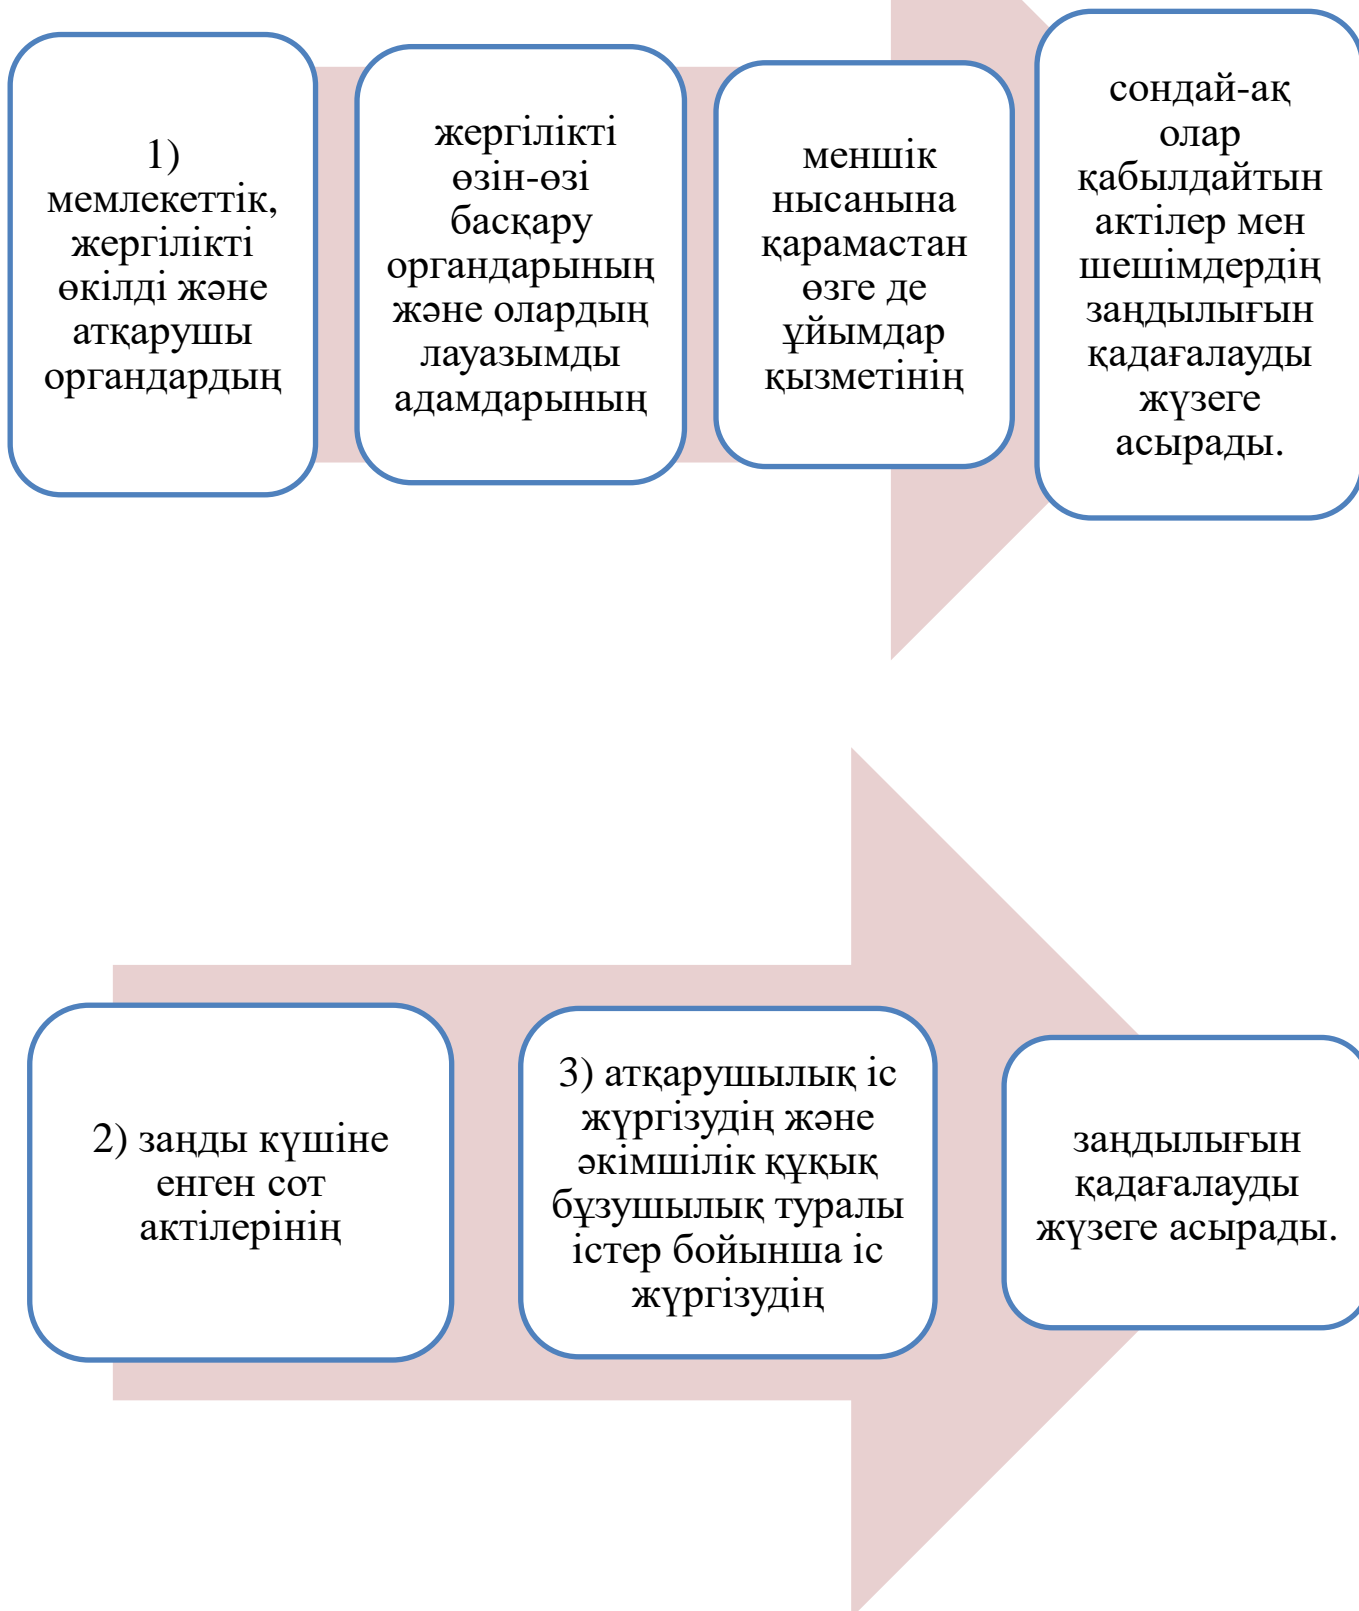 1)
мемлекеттік,
жергілікті
өкілді және
атқарушы
органдардың
жергілікті
өзін-өзі
басқару
органдарының
және олардың
лауазымды
адамдарының
меншік
нысанына
қарамастан
өзге де
ұйымдар
қызметінің
сондай-ақ
олар
қабылдайтын
актілер мен
шешімдердің
заңдылығын
қадағалауды
жүзеге
асырады.
2) заңды күшіне
енген сот
актілерінің
3) атқарушылық іс
жүргізудің және
әкімшілік құқық
бұзушылық туралы
істер бойынша іс
жүргізудің
заңдылығын
қадағалауды
жүзеге асырады.